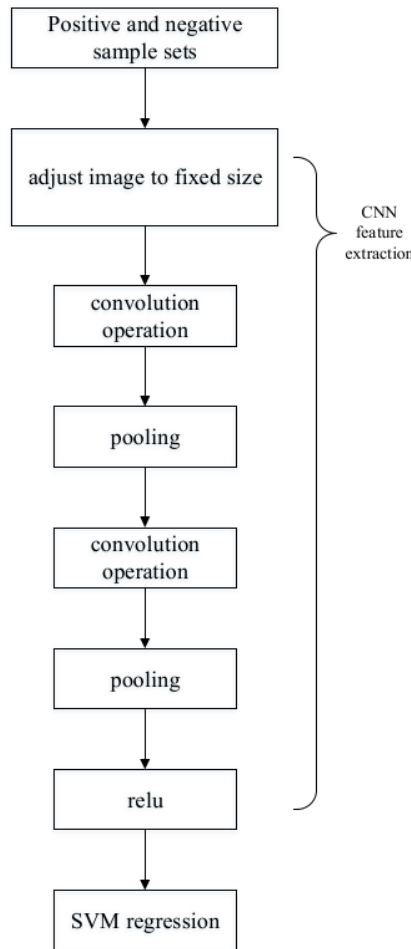 Positive and negative
sample sets
adjust image to fixed size
CNN
feature
extraction
convolution
operation
pooling
convolution
operation
pooling
relu
SVM regression